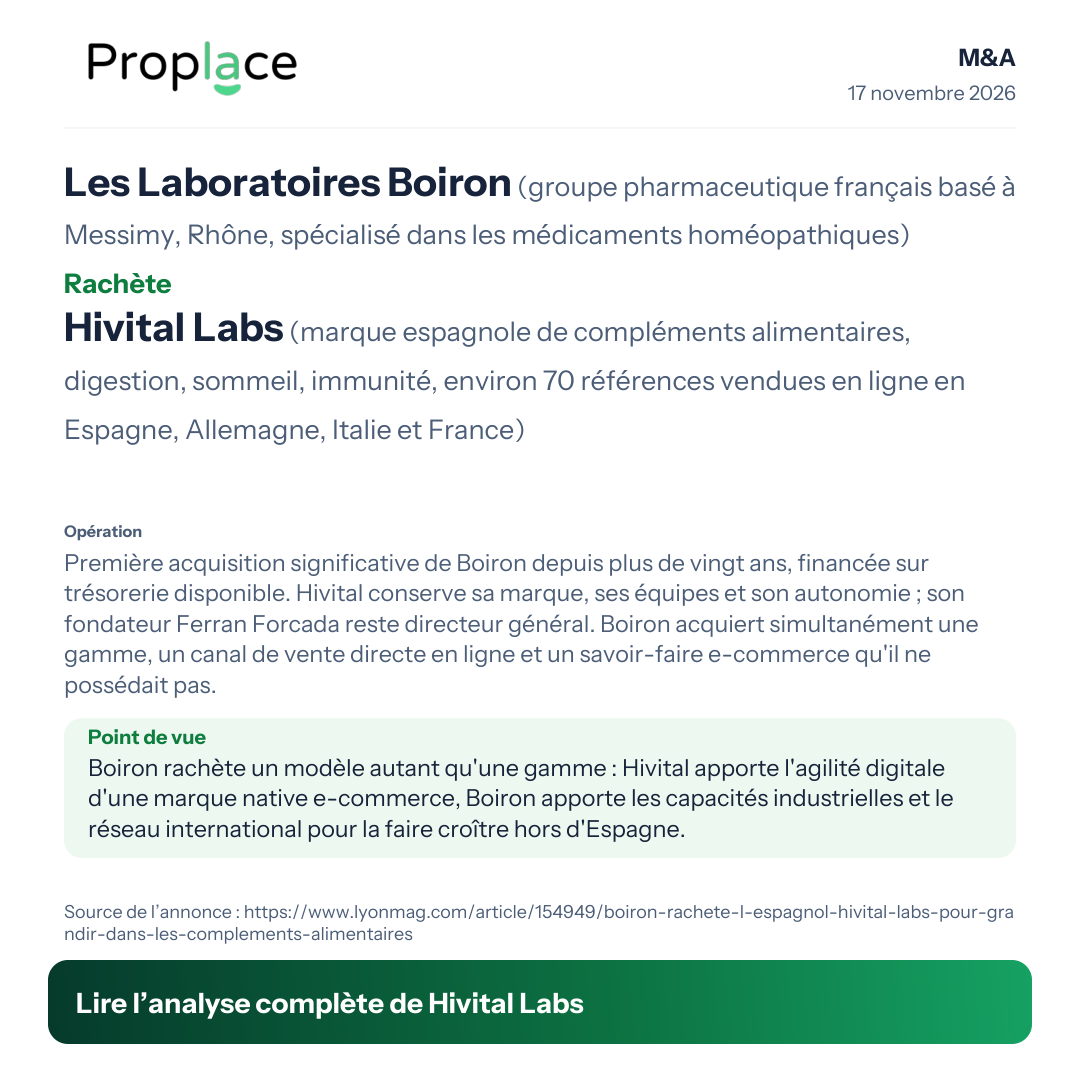 Proplace
M&A
17 novembre 2026
Les Laboratoires Boiron (groupe pharmaceutique français basé à
Messimy, Rhône, spécialisé dans les médicaments homéopathiques)
Rachète
Hivital Labs (marque espagnole de compléments alimentaires,
digestion, sommeil, immunité, environ 70 références vendues en ligne en
Espagne, Allemagne, Italie et France)
Opération
Première acquisition significative de Boiron depuis plus de vingt ans, financée sur
trésorerie disponible. Hivital conserve sa marque, ses équipes et son autonomie ; son
fondateur Ferran Forcada reste directeur général. Boiron acquiert simultanément une
gamme, un canal de vente directe en ligne et un savoir-faire e-commerce qu'il ne
possédait pas.
Point de vue
Boiron rachète un modèle autant qu'une gamme : Hivital apporte l'agilité digitale
d'une marque native e-commerce, Boiron apporte les capacités industrielles et le
réseau international pour la faire croître hors d'Espagne.
Source de l’annonce : https://www.lyonmag.com/article/154949/boiron-rachete-l-espagnol-hivital-labs-pour-gra
ndir-dans-les-complements-alimentaires
Lire l’analyse complète de Hivital Labs